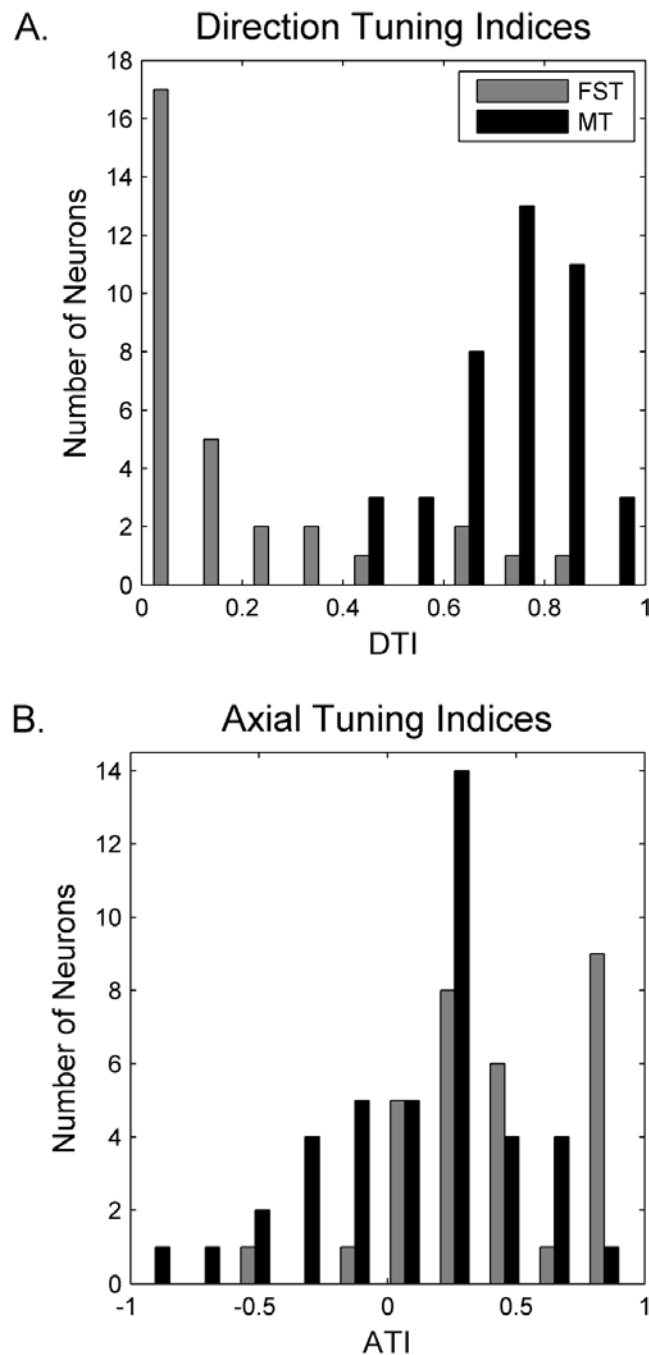 A.
Direction Tuning Indices
18
16
14
12
10
8
6
4
2
0
Number of Neurons
FST
MT
0
0.2
0.4
0.6
0.8
1
DTI
B.
Axial Tuning Indices
14
12
10
8
6
4
2
0
Number of Neurons
-1
-0.5
0
0.5
1
ATI